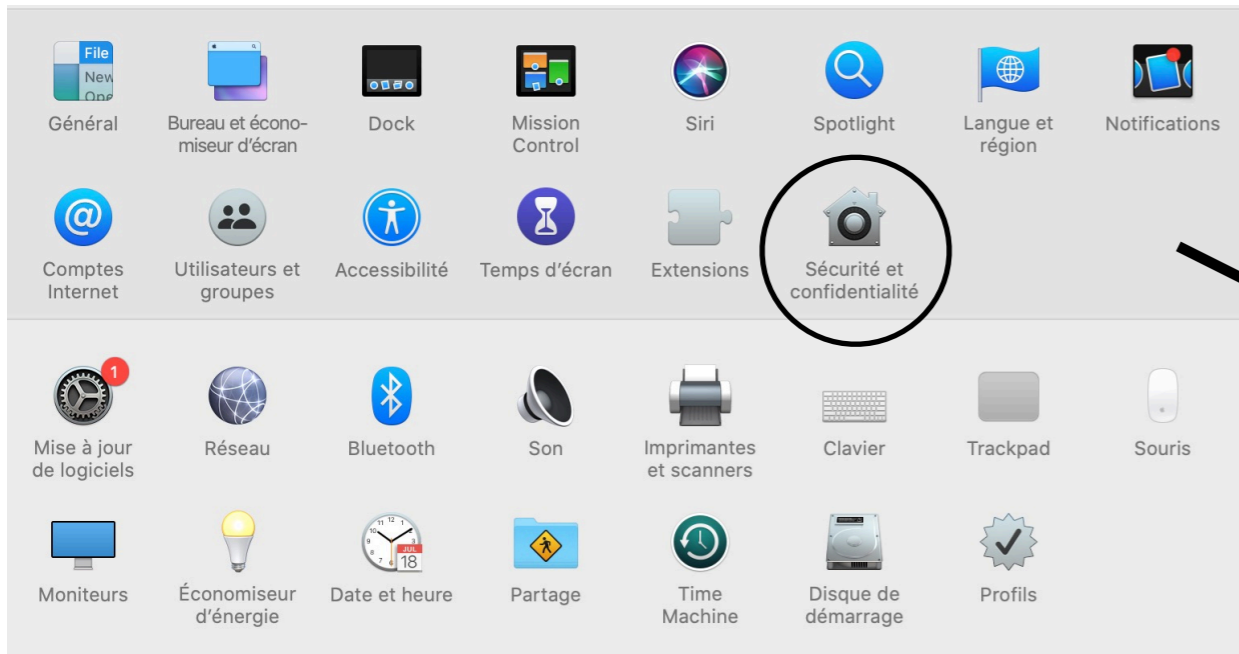 File
New
Ope
Général
Bureau et écono-
miseur d'écran
Dock
Mission
Control
Siri
Spotlight
Langue et
région
Notifications
Comptes
Internet
Utilisateurs et
groupes
Accessibilité
Temps d'écran
Extensions
Sécurité et
confidentialité
1
Mise à jour
de logiciels
Réseau
Bluetooth
Son
Imprimantes
et scanners
Clavier
Trackpad
Souris
Moniteurs
Économiseur
d'énergie
JUL
18
Date et heure
Partage
Time
Machine
Disque de
démarrage
Profils